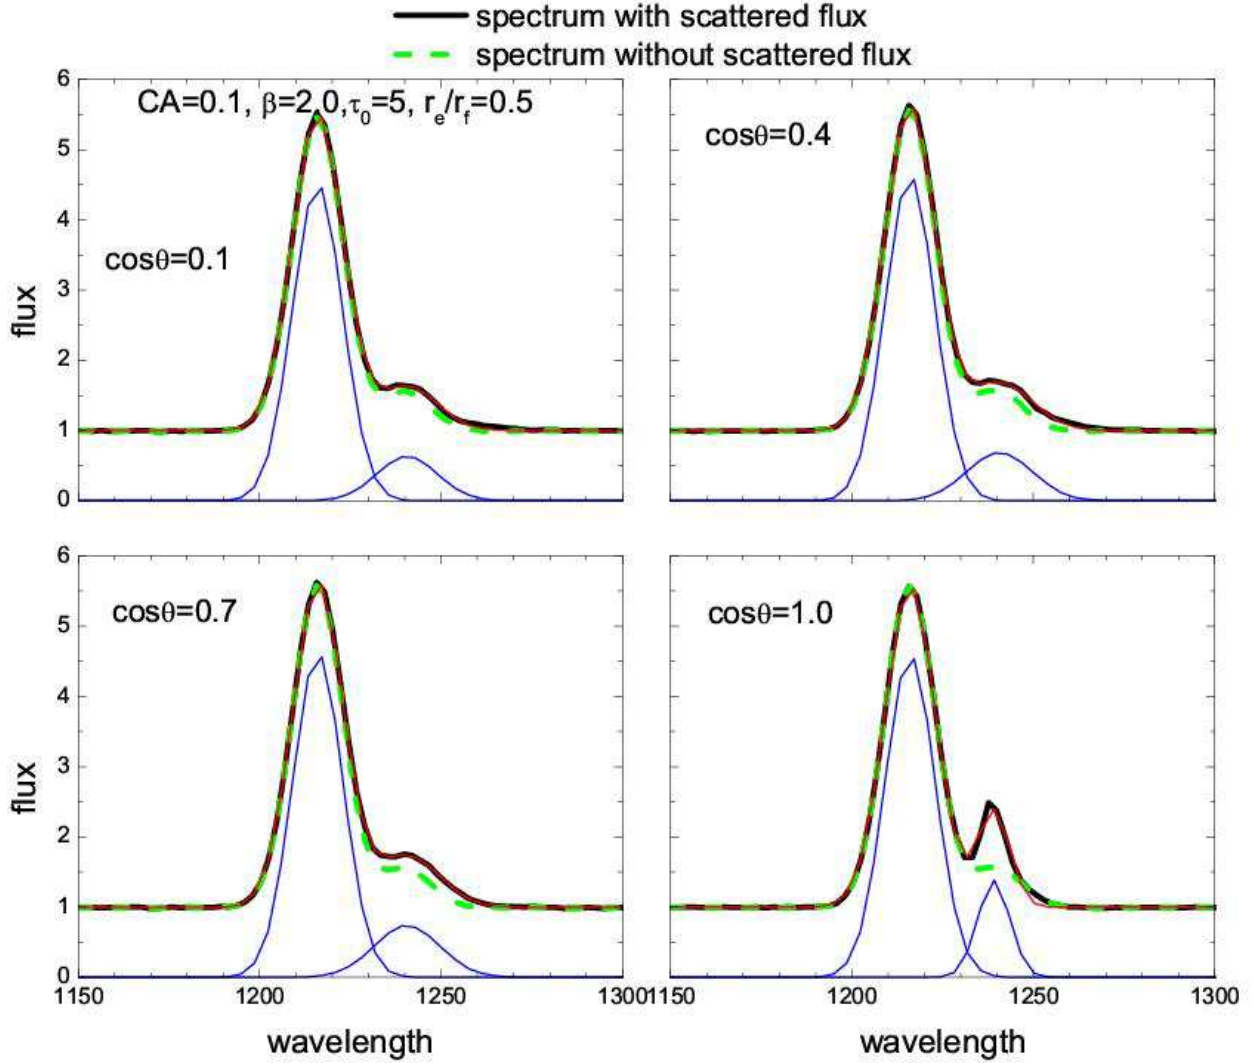 spectrum with scattered flux
spectrum without scattered flux
6
5
4
3
2
1
0
flux
CA=0.1, β=2.0,τ₀=5, rₑ/r_f=0.5
cosθ=0.1
cosθ=0.4
6
5
4
3
2
1
0
flux
cosθ=0.7
cosθ=1.0
1150
1200
1250
1300
1150
1200
1250
1300
wavelength
wavelength